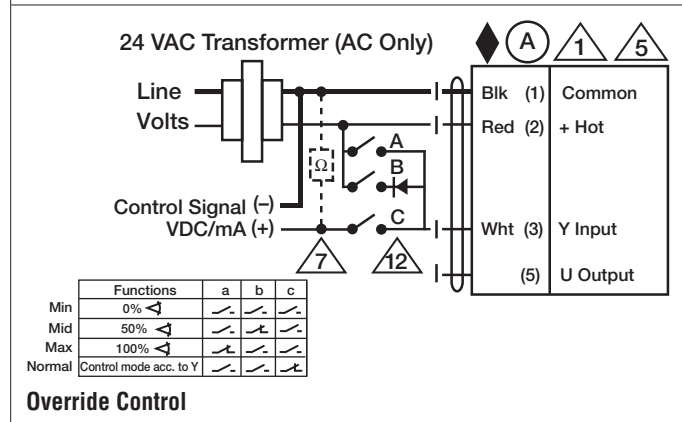 24 VAC Transformer (AC Only)
A
1
5
Line
Volts
Blk (1) Common
Red (2) + Hot
A
Ω
B
Control Signal (–)
VDC/mA (+)
C
Wht (3) Y Input
7
12
(5) U Output
Functions a b c
Min 0%
Mid 50%
Max 100%
Normal Control mode acc. to Y
Override Control